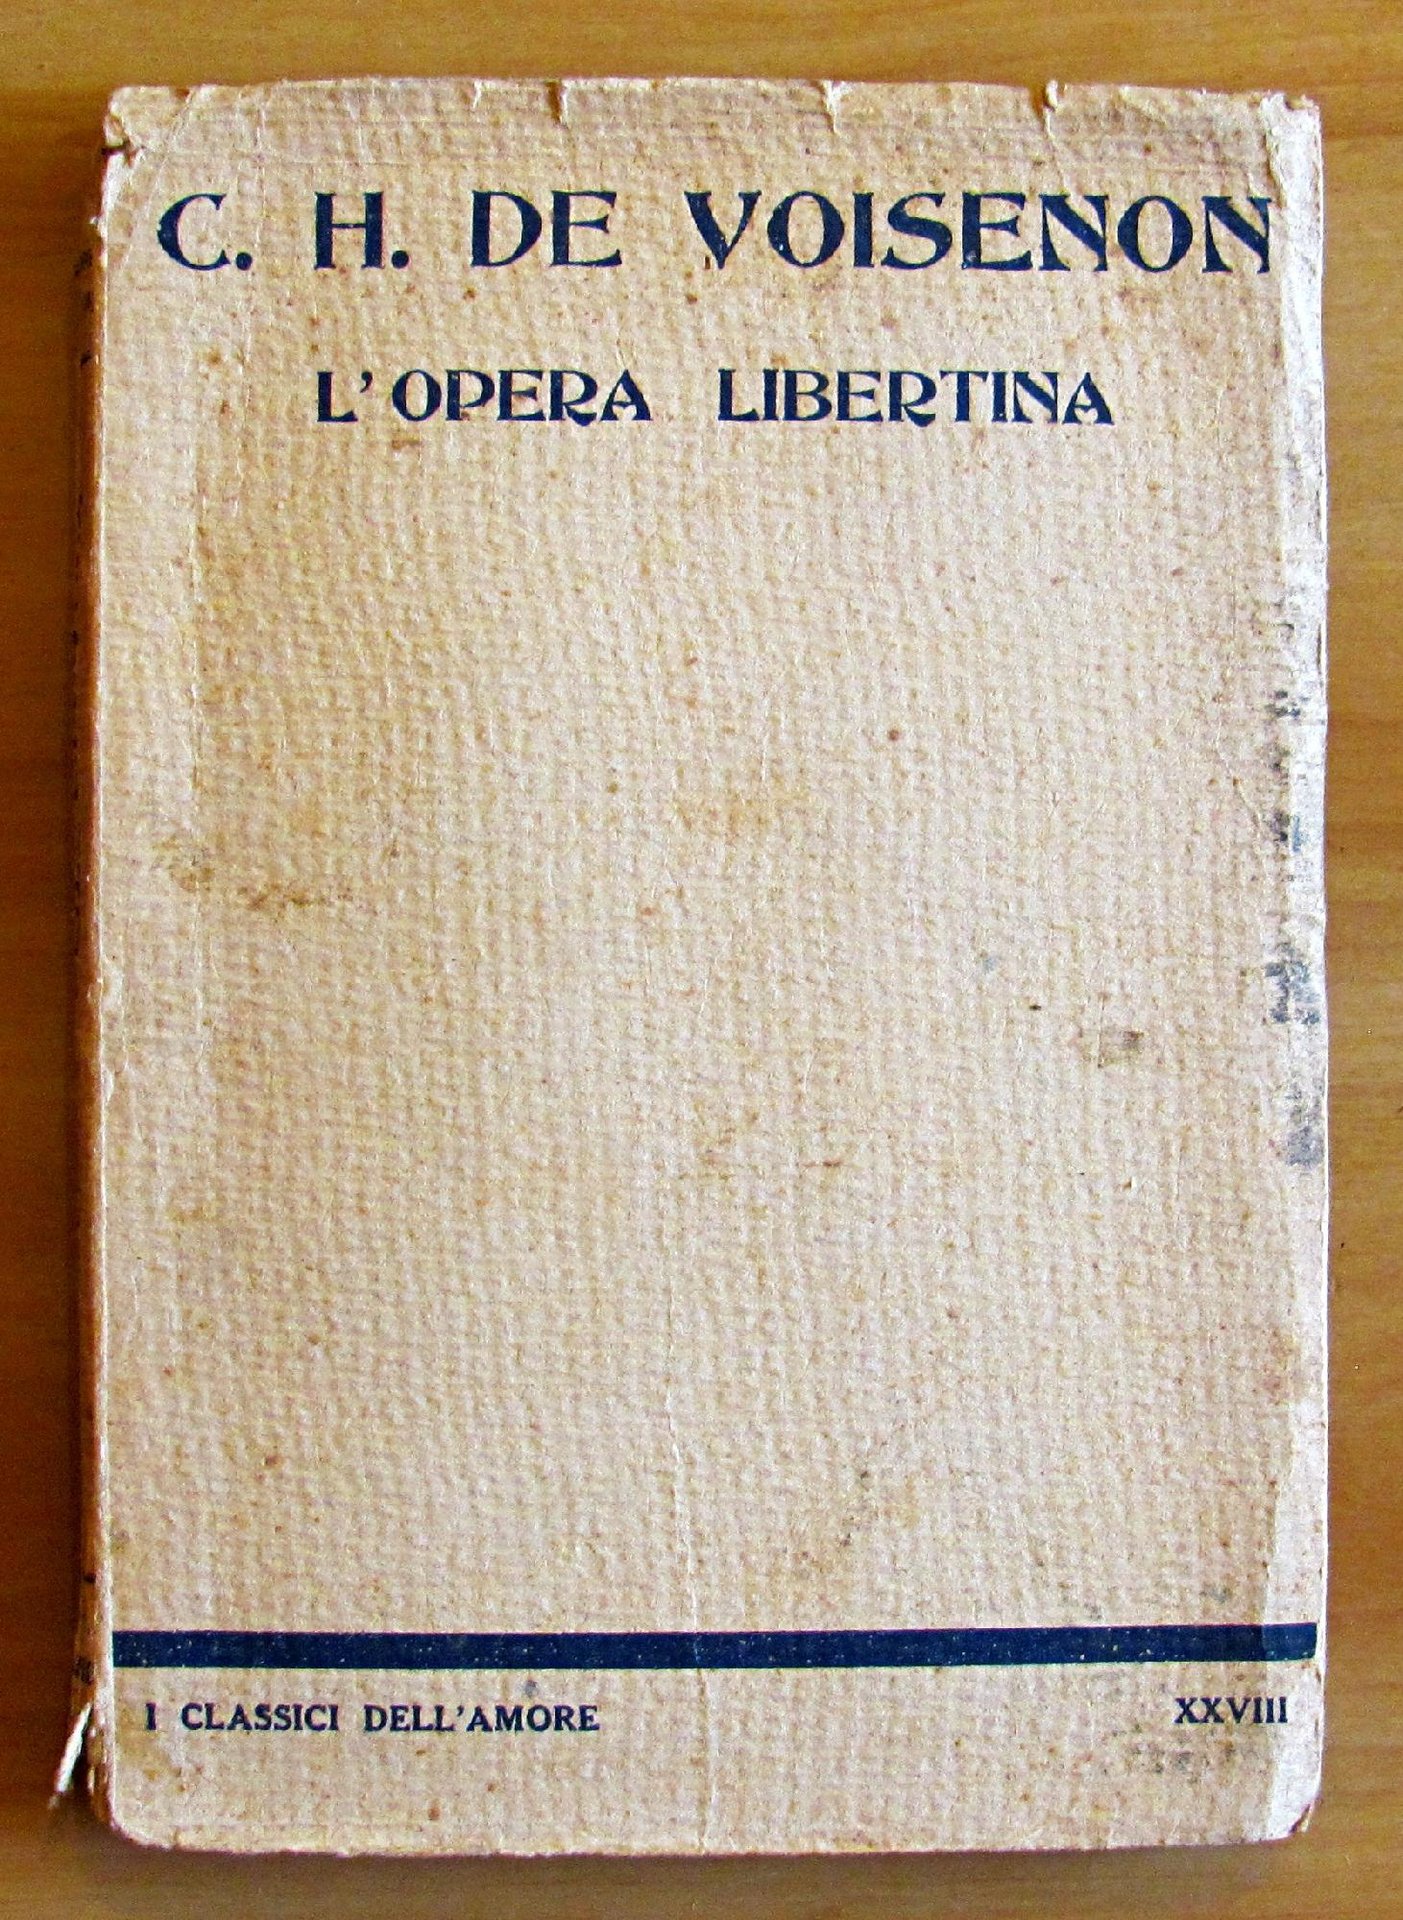 C. H. DE VOISENON
L'OPERA LIBERTINA
I CLASSICI DELL'AMORE
XXVIII